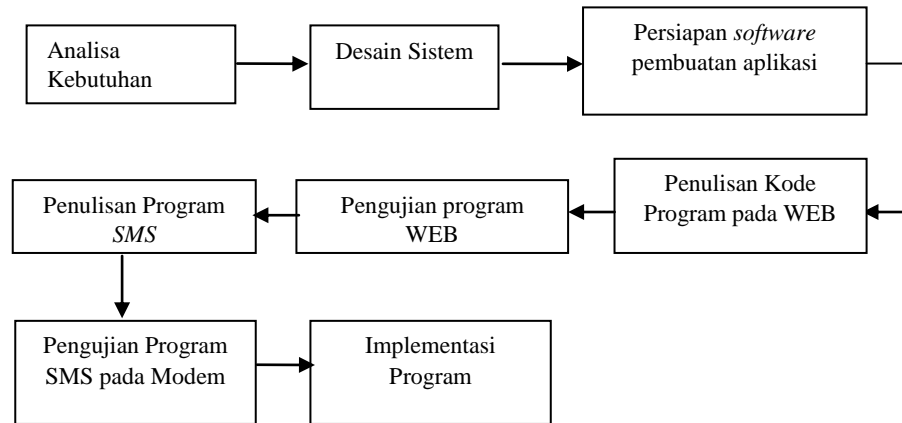 Analisa
Kebutuhan
Desain Sistem
Persiapan software
pembuatan aplikasi
Penulisan Kode
Program pada WEB
Pengujian program
WEB
Penulisan Program
SMS
Pengujian Program
SMS pada Modem
Implementasi
Program